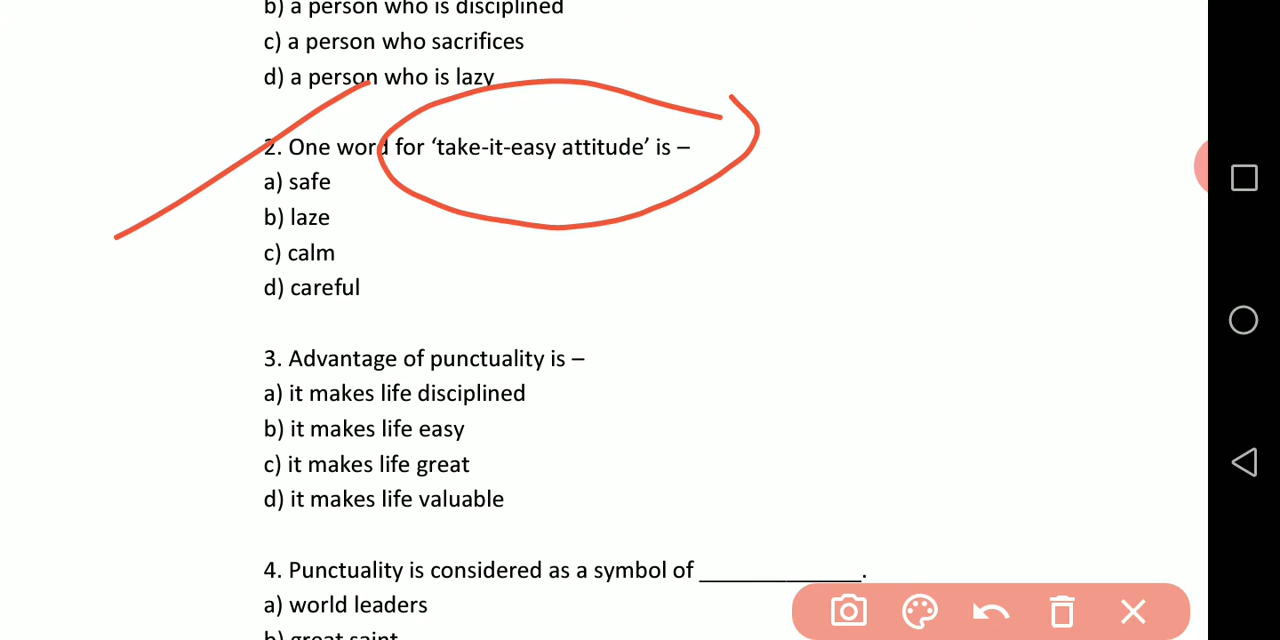 b) a person who is disciplined
c) a person who sacrifices
d) a person who is lazy
2. One word for ‘take-it-easy attitude’ is –
a) safe
b) laze
c) calm
d) careful
3. Advantage of punctuality is –
a) it makes life disciplined
b) it makes life easy
c) it makes life great
d) it makes life valuable
4. Punctuality is considered as a symbol of _____________.
a) world leaders
b) great saint